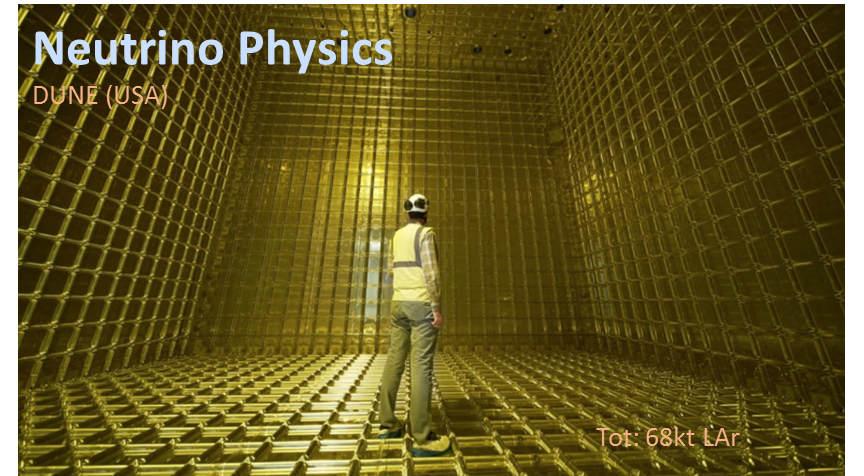 Neutrino Physics
DUNE (USA)
Tot: 68kt LAr